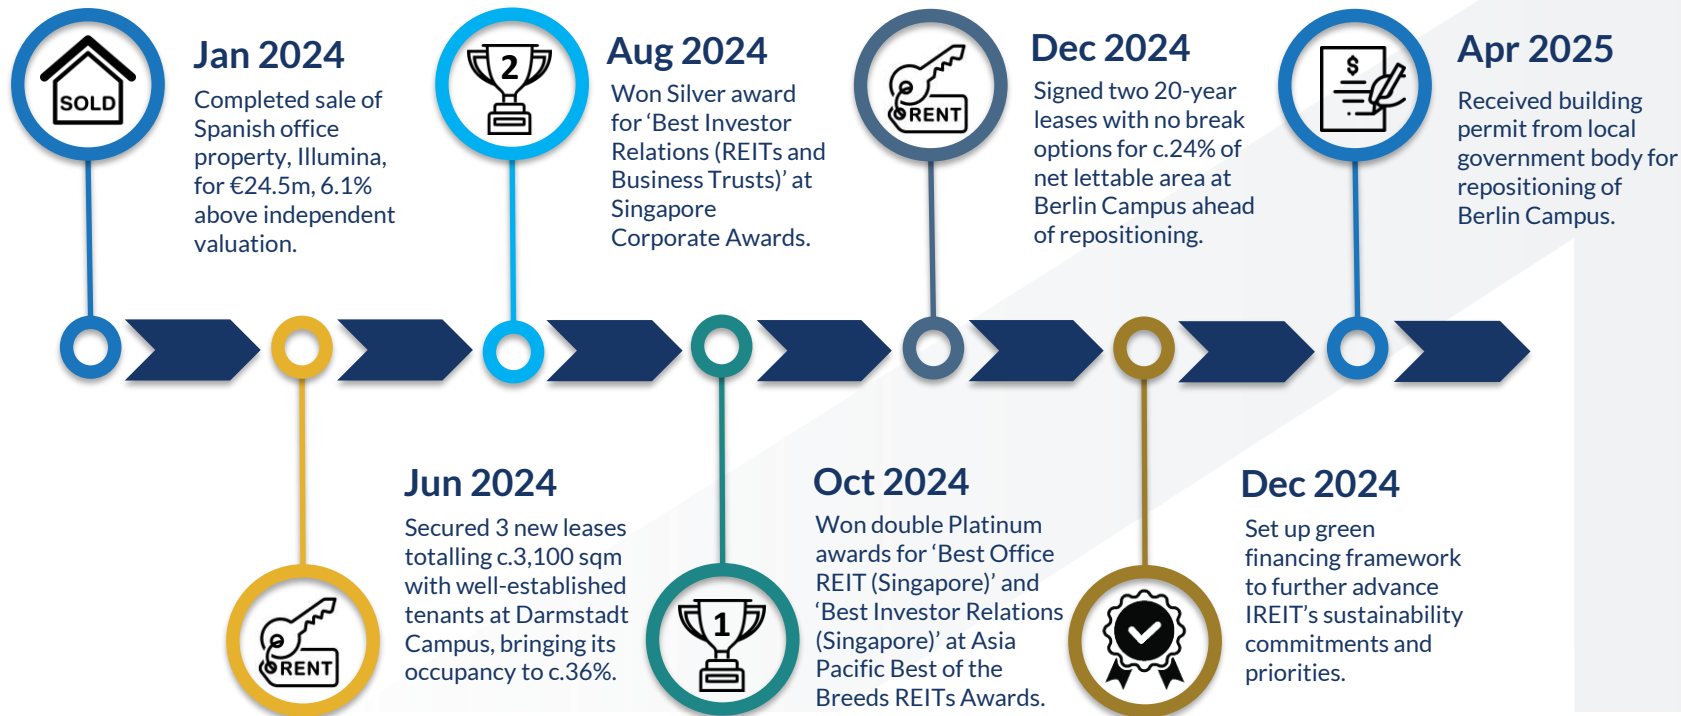 SOLD
Jan 2024
Completed sale of
Spanish office
property, Illumina,
for €24.5m, 6.1%
above independent
valuation.
RENT
Jun 2024
Secured 3 new leases
totalling c.3,100 sqm
with well-established
tenants at Darmstadt
Campus, bringing its
occupancy to c.36%.
2
Aug 2024
Won Silver award
for ‘Best Investor
Relations (REITs and
Business Trusts)’ at
Singapore
Corporate Awards.
1
Oct 2024
Won double Platinum
awards for ‘Best Office
REIT (Singapore)’ and
‘Best Investor Relations
(Singapore)’ at Asia
Pacific Best of the
Breeds REITs Awards.
RENT
Dec 2024
Signed two 20-year
leases with no break
options for c.24% of
net lettable area at
Berlin Campus ahead
of repositioning.
Dec 2024
Set up green
financing framework
to further advance
IREIT’s sustainability
commitments and
priorities.
$
Apr 2025
Received building
permit from local
government body for
repositioning of
Berlin Campus.